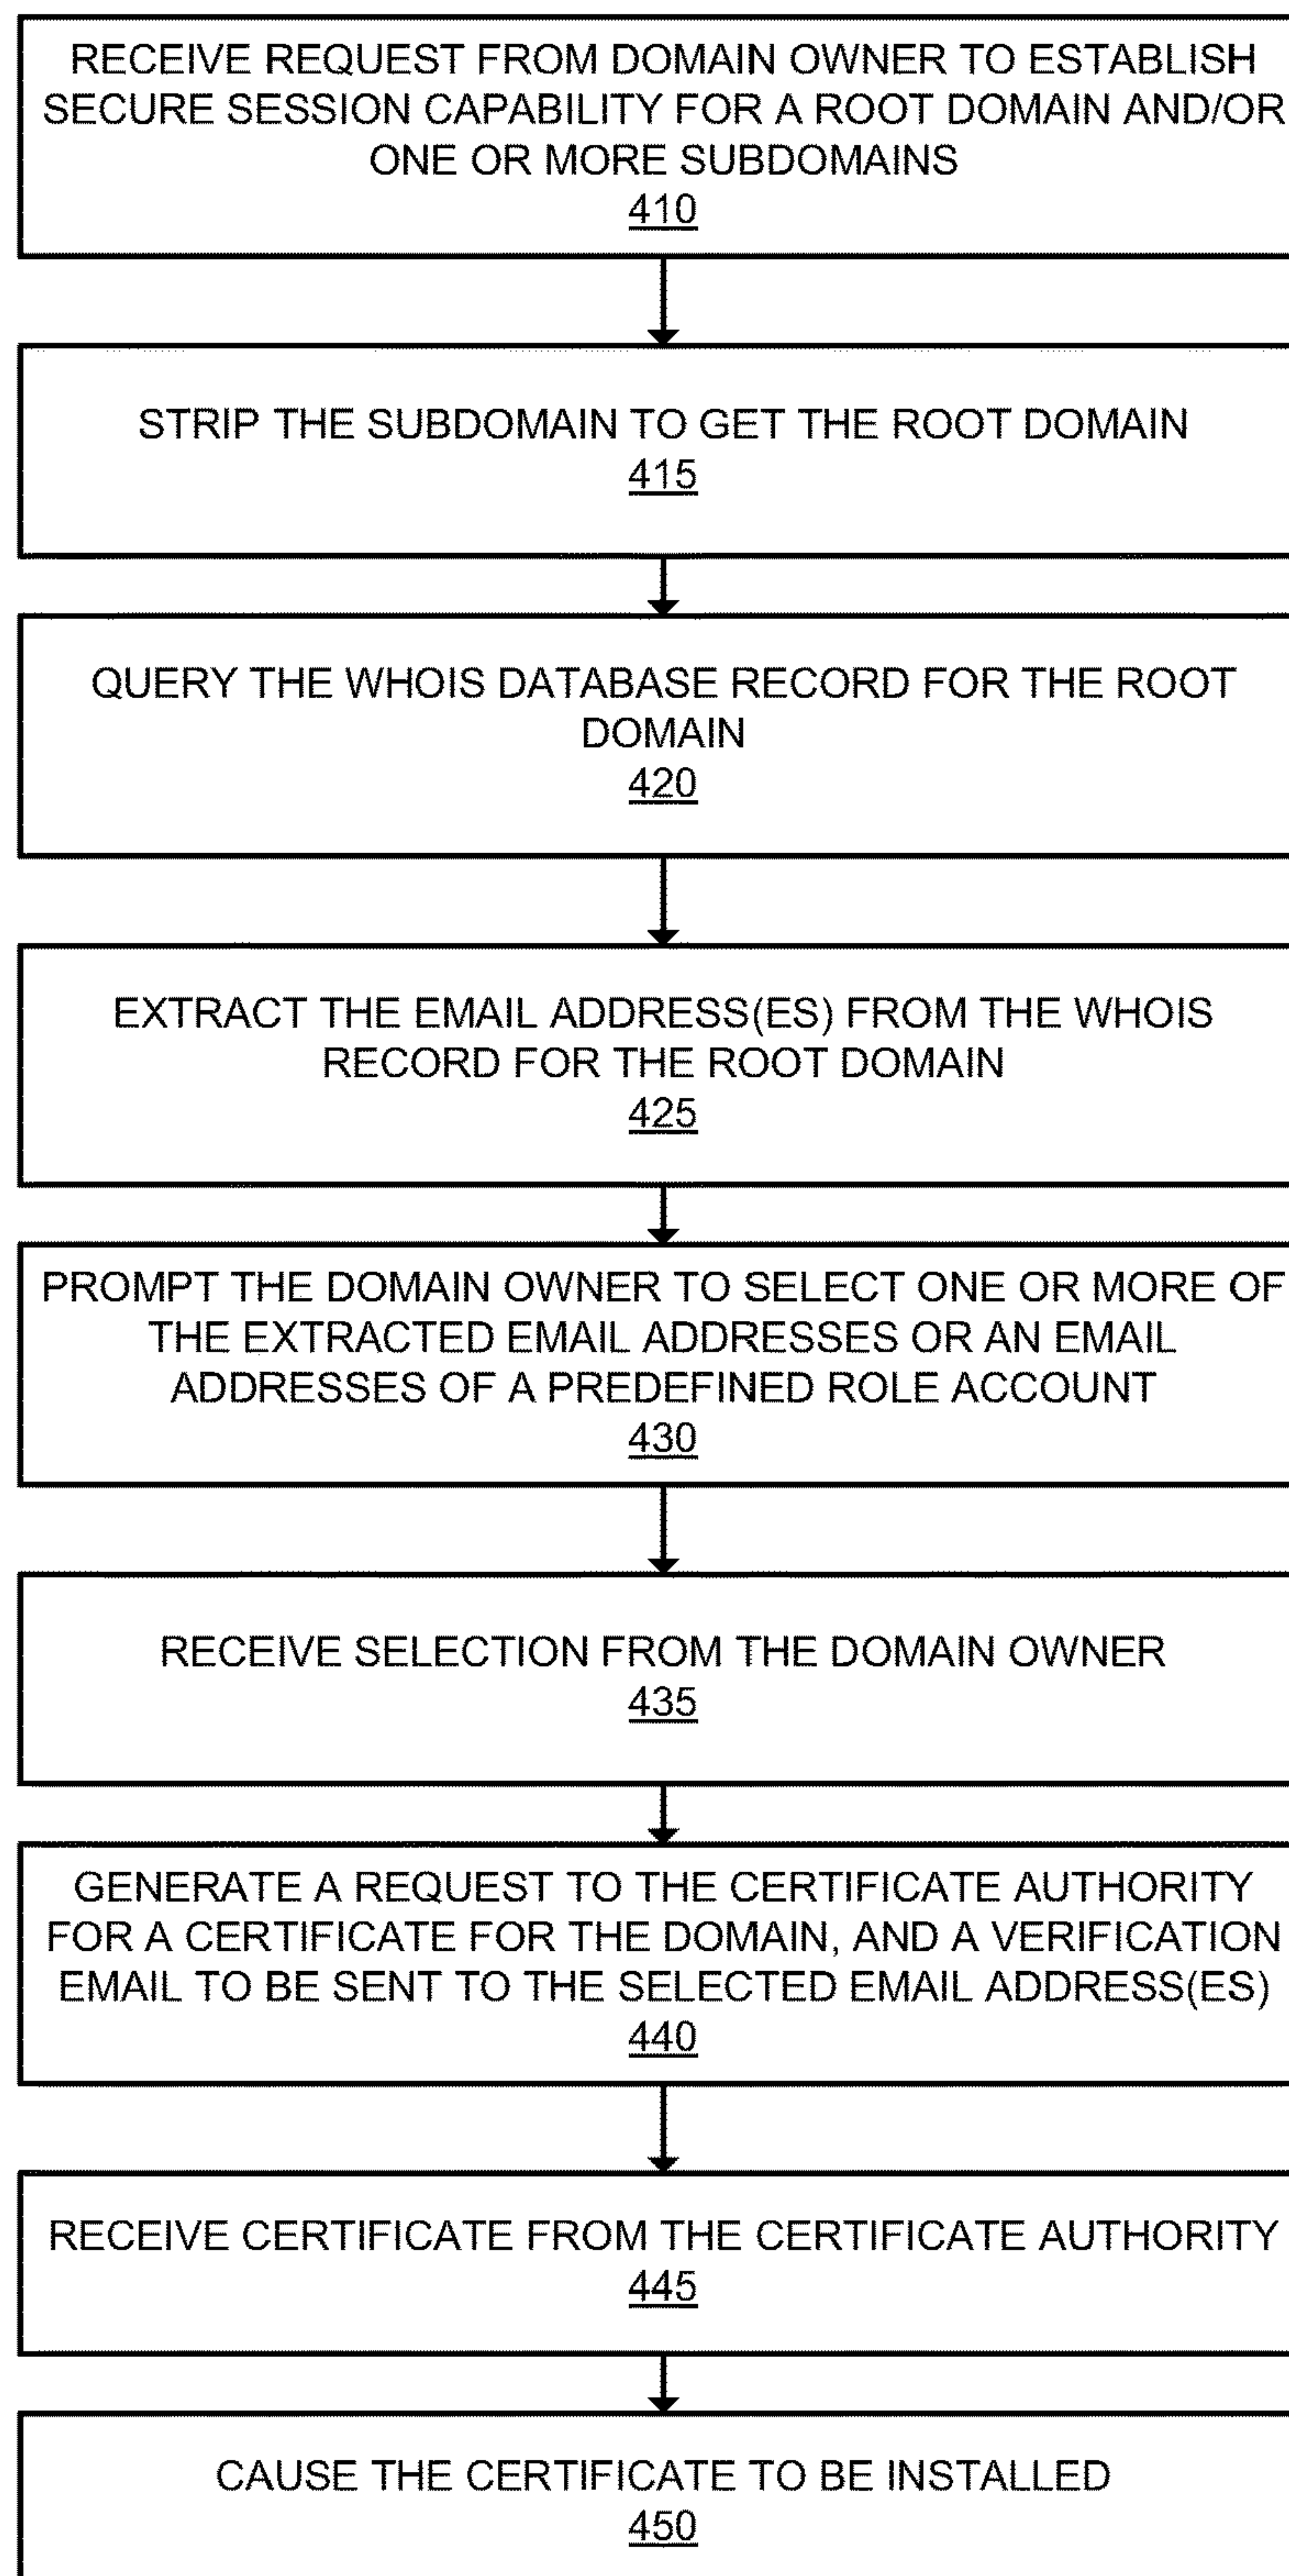 RECEIVE REQUEST FROM DOMAIN OWNER TO ESTABLISH
SECURE SESSION CAPABILITY FOR A ROOT DOMAIN AND/OR
ONE OR MORE SUBDOMAINS
410
STRIP THE SUBDOMAIN TO GET THE ROOT DOMAIN
415
QUERY THE WHOIS DATABASE RECORD FOR THE ROOT
DOMAIN
420
EXTRACT THE EMAIL ADDRESS(ES) FROM THE WHOIS
RECORD FOR THE ROOT DOMAIN
425
PROMPT THE DOMAIN OWNER TO SELECT ONE OR MORE OF
THE EXTRACTED EMAIL ADDRESSES OR AN EMAIL
ADDRESSES OF A PREDEFINED ROLE ACCOUNT
430
RECEIVE SELECTION FROM THE DOMAIN OWNER
435
GENERATE A REQUEST TO THE CERTIFICATE AUTHORITY
FOR A CERTIFICATE FOR THE DOMAIN, AND A VERIFICATION
EMAIL TO BE SENT TO THE SELECTED EMAIL ADDRESS(ES)
440
RECEIVE CERTIFICATE FROM THE CERTIFICATE AUTHORITY
445
CAUSE THE CERTIFICATE TO BE INSTALLED
450